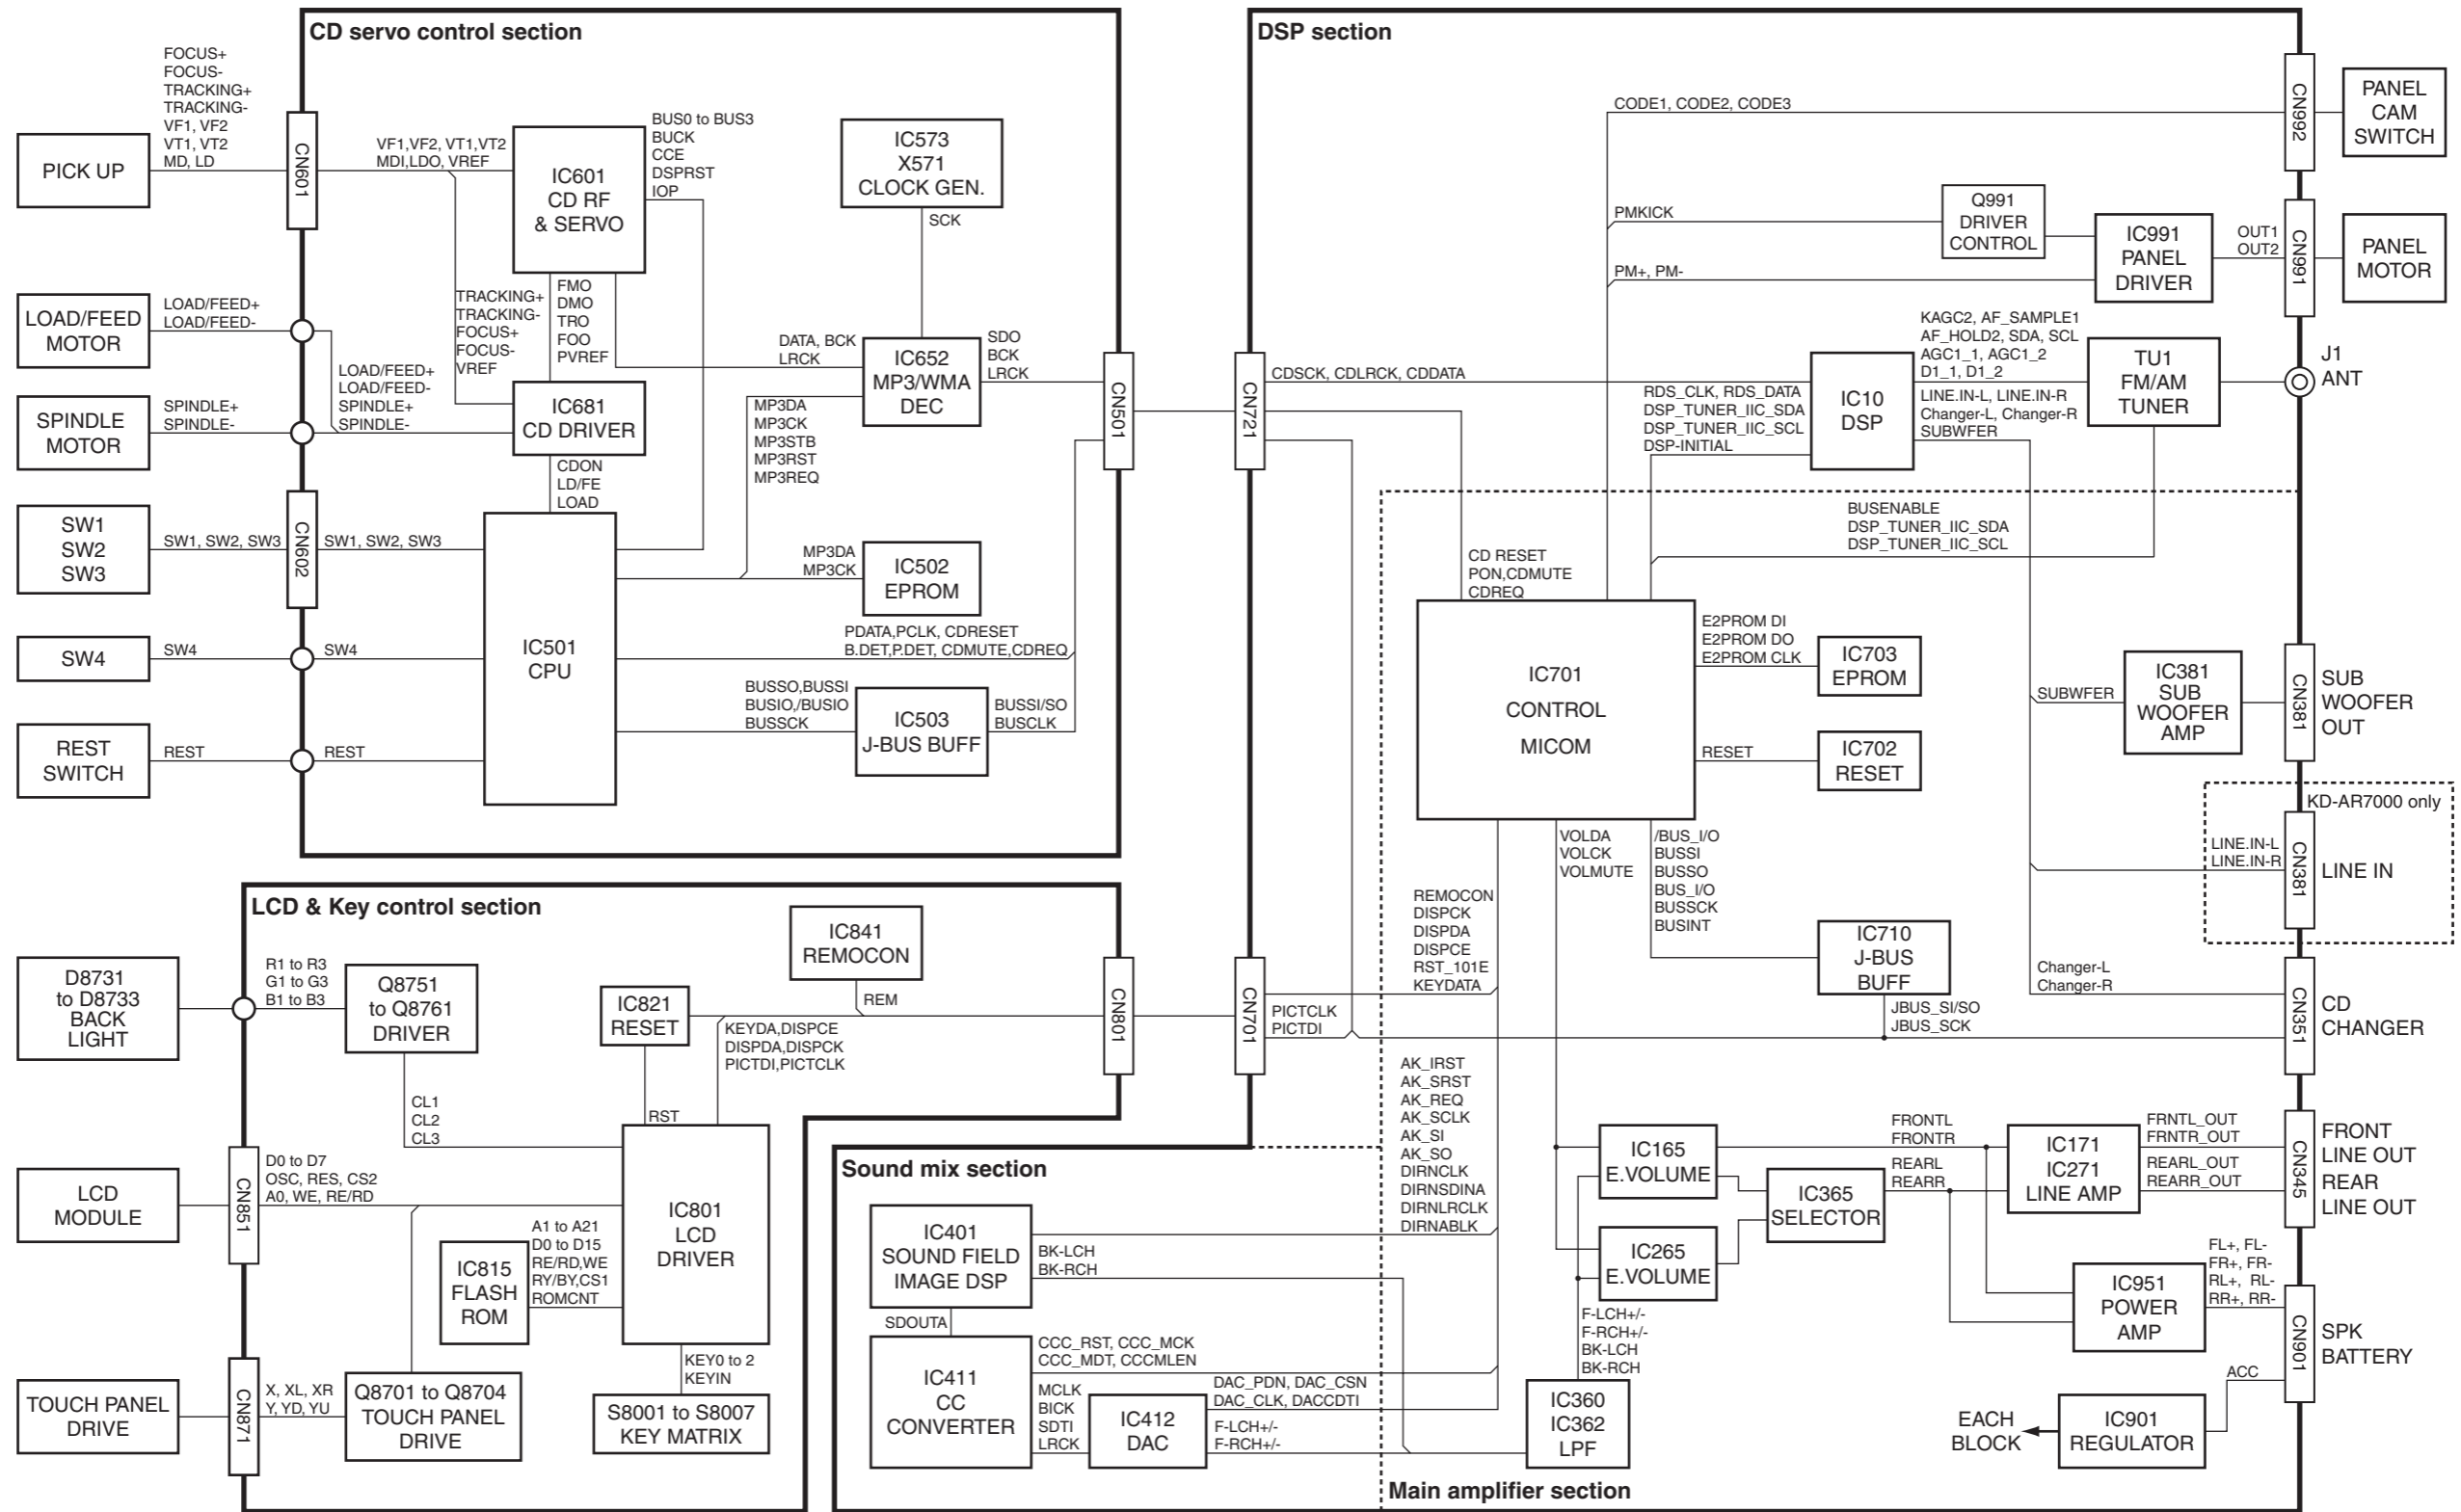 CD servo control section
FOCUS+
FOCUS-
TRACKING+
TRACKING-
VF1, VF2
VT1, VT2
MD, LD
PICK UP
CN601
VF1,VF2, VT1,VT2
MDI,LDO, VREF
IC601
CD RF
& SERVO
BUS0 to BUS3
BUCK
CCE
DSPRST
IOP
IC573
X571
CLOCK GEN.
SCK
LOAD/FEED
MOTOR
LOAD/FEED+
LOAD/FEED-
TRACKING+
TRACKING-
FOCUS+
FOCUS-
VREF
FMO
DMO
TRO
FOO
PVREF
DATA, BCK
LRCK
IC652
MP3/WMA
DEC
SDO
BCK
LRCK
LOAD/FEED+
LOAD/FEED-
SPINDLE+
SPINDLE-
SPINDLE
MOTOR
SPINDLE+
SPINDLE-
IC681
CD DRIVER
MP3DA
MP3CK
MP3STB
MP3RST
MP3REQ
CN501
CDON
LD/FE
LOAD
SW1
SW2
SW3
SW1, SW2, SW3
CN602
SW1, SW2, SW3
MP3DA
MP3CK
IC502
EPROM
IC501
CPU
SW4
SW4
SW4
PDATA,PCLK, CDRESET
B.DET,P.DET, CDMUTE,CDREQ
BUSSO,BUSSI
BUSIO,/BUSIO
BUSSCK
IC503
J-BUS BUFF
BUSSI/SO
BUSCLK
REST
SWITCH
REST
REST
LCD & Key control section
IC841
REMOCON
REM
D8731
to D8733
BACK
LIGHT
R1 to R3
G1 to G3
B1 to B3
Q8751
to Q8761
DRIVER
IC821
RESET
KEYDA,DISPCE
DISPDA,DISPCK
PICTDI,PICTCLK
CN801
CL1
CL2
CL3
RST
LCD
MODULE
CN851
D0 to D7
OSC, RES, CS2
A0, WE, RE/RD
IC801
LCD
DRIVER
IC815
FLASH
ROM
A1 to A21
D0 to D15
RE/RD,WE
RY/BY,CS1
ROMCNT
KEY0 to 2
KEYIN
TOUCH PANEL
DRIVE
CN871
X, XL, XR
Y, YD, YU
Q8701 to Q8704
TOUCH PANEL
DRIVE
S8001 to S8007
KEY MATRIX
DSP section
CODE1, CODE2, CODE3
CN992
PANEL
CAM
SWITCH
PMKICK
Q991
DRIVER
CONTROL
IC991
PANEL
DRIVER
PM+, PM-
OUT1
OUT2
CN991
PANEL
MOTOR
CN721
CDSCK, CDLRCK, CDDATA
RDS_CLK, RDS_DATA
DSP_TUNER_IIC_SDA
DSP_TUNER_IIC_SCL
DSP-INITIAL
IC10
DSP
KAGC2, AF_SAMPLE1
AF_HOLD2, SDA, SCL
AGC1_1, AGC1_2
D1_1, D1_2
LINE.IN-L, LINE.IN-R
Changer-L, Changer-R
SUBWFER
TU1
FM/AM
TUNER
J1
ANT
BUSENABLE
DSP_TUNER_IIC_SDA
DSP_TUNER_IIC_SCL
CD RESET
PON,CDMUTE
CDREQ
IC701
CONTROL
MICOM
E2PROM DI
E2PROM DO
E2PROM CLK
IC703
EPROM
RESET
IC702
RESET
SUBWFER
IC381
SUB
WOOFER
AMP
CN381
SUB
WOOFER
OUT
KD-AR7000 only
LINE.IN-L
LINE.IN-R
CN381
LINE IN
VOLDA
VOLCK
VOLMUTE
/BUS_I/O
BUSSI
BUSSO
BUS_I/O
BUSSCK
BUSINT
REMOCON
DISPCK
DISPDA
DISPCE
RST_101E
KEYDATA
IC710
J-BUS
BUFF
Changer-L
Changer-R
CN351
CD
CHANGER
CN701
PICTCLK
PICTDI
JBUS_SI/SO
JBUS_SCK
AK_IRST
AK_SRST
AK_REQ
AK_SCLK
AK_SI
AK_SO
DIRNCLK
DIRNSDINA
DIRNLRCLK
DIRNABLK
IC165
E.VOLUME
FRONTL
FRONTR
REARL
REARR
IC365
SELECTOR
IC265
E.VOLUME
IC171
IC271
LINE AMP
FRNTL_OUT
FRNTR_OUT
REARL_OUT
REARR_OUT
CN345
FRONT
LINE OUT
REAR
LINE OUT
IC951
POWER
AMP
FL+, FL-
FR+, FR-
RL+, RL-
RR+, RR-
CN901
SPK
BATTERY
ACC
EACH
BLOCK
IC901
REGULATOR
Sound mix section
IC401
SOUND FIELD
IMAGE DSP
BK-LCH
BK-RCH
SDOUTA
IC411
CC
CONVERTER
CCC_RST, CCC_MCK
CCC_MDT, CCCMLEN
MCLK
BICK
SDTI
LRCK
IC412
DAC
DAC_PDN, DAC_CSN
DAC_CLK, DACCDTI
F-LCH+/-
F-RCH+/-
F-LCH+/-
F-RCH+/-
BK-LCH
BK-RCH
IC360
IC362
LPF
Main amplifier section